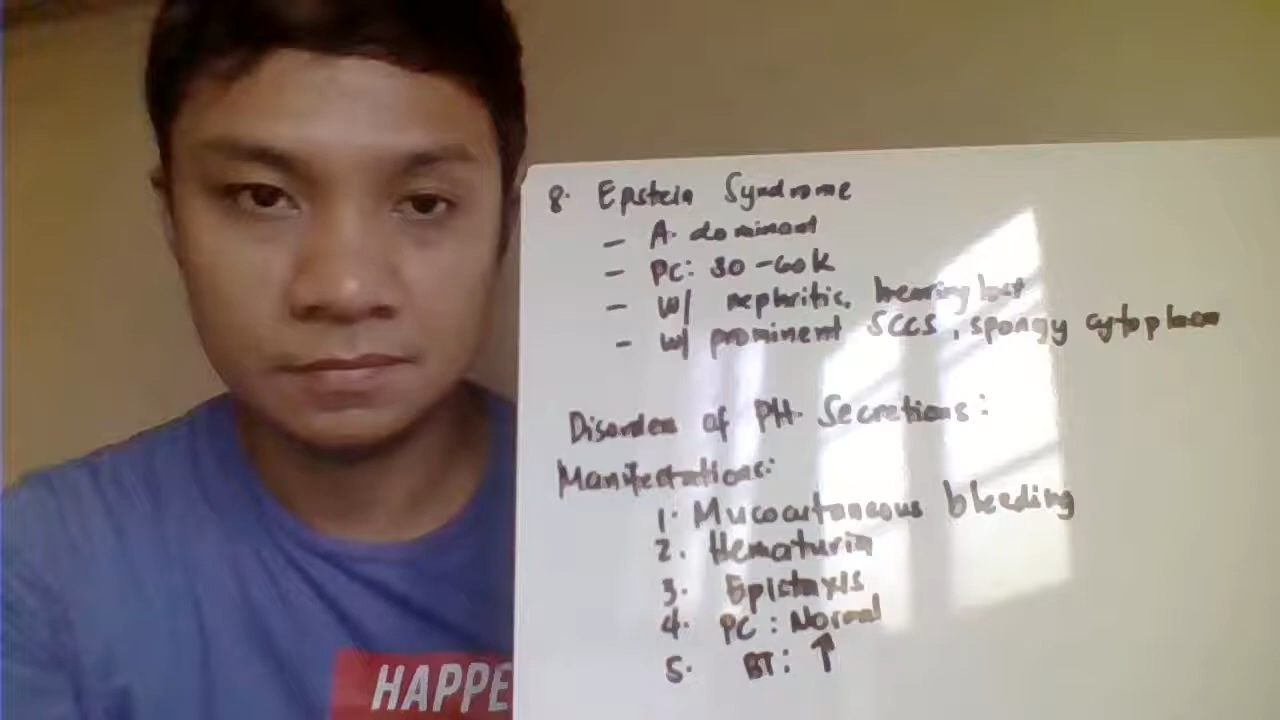 8. Epstein Syndrome
- A. dominant
- PC: 30-60K
- w/ nephritis, hearing lost
- w/ prominent SCCS, spongy cytoplasm
Disorders of Plt. Secretions:
Manifestations:
1. Mucocutaneous bleeding
2. Hematuria
3. Epistaxis
4. PC: Normal
5. BT: ↑
HAPPE